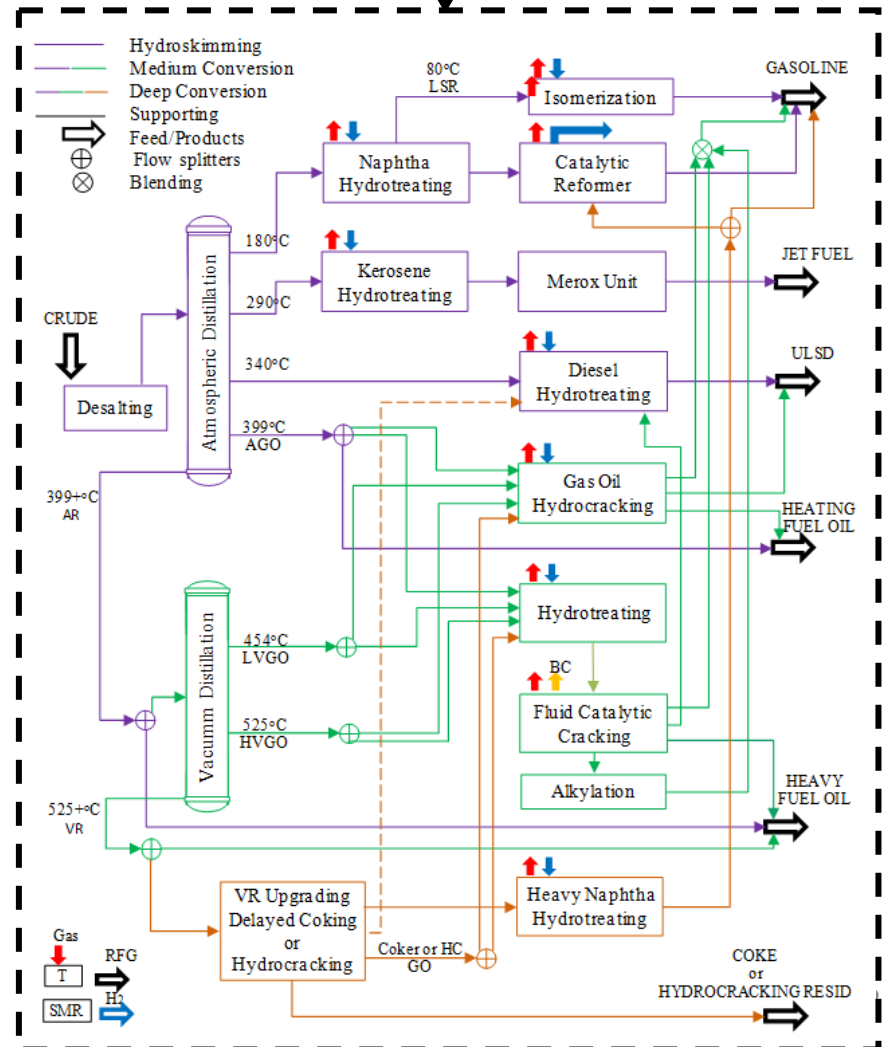 Hydroskimming
Medium Conversion
Deep Conversion
Supporting
Feed/Products
Flow splitters
Blending
80°C
LSR
Isomerization
GASOLINE
Naphtha
Hydrotreating
Catalytic
Reformer
180°C
Kerosene
Hydrotreating
Merox Unit
JET FUEL
290°C
CRUDE
Desalting
Atmospheric Distillation
340°C
Diesel
Hydrotreating
ULSD
399°C
AGO
Gas Oil
Hydrocracking
399+°C
AR
HEATING
FUEL OIL
Hydrotreating
Vacumm Distillation
454°C
LVGO
BC
Fluid Catalytic
Cracking
525°C
HVGO
Alkylation
HEAVY
FUEL OIL
525+°C
VR
VR Upgrading
Delayed Coking
or
Hydrocracking
Heavy Naphtha
Hydrotreating
Coker or HC
GO
Gas
T
RFG
SMR
H2
COKE
or
HYDROCRACKING RESID